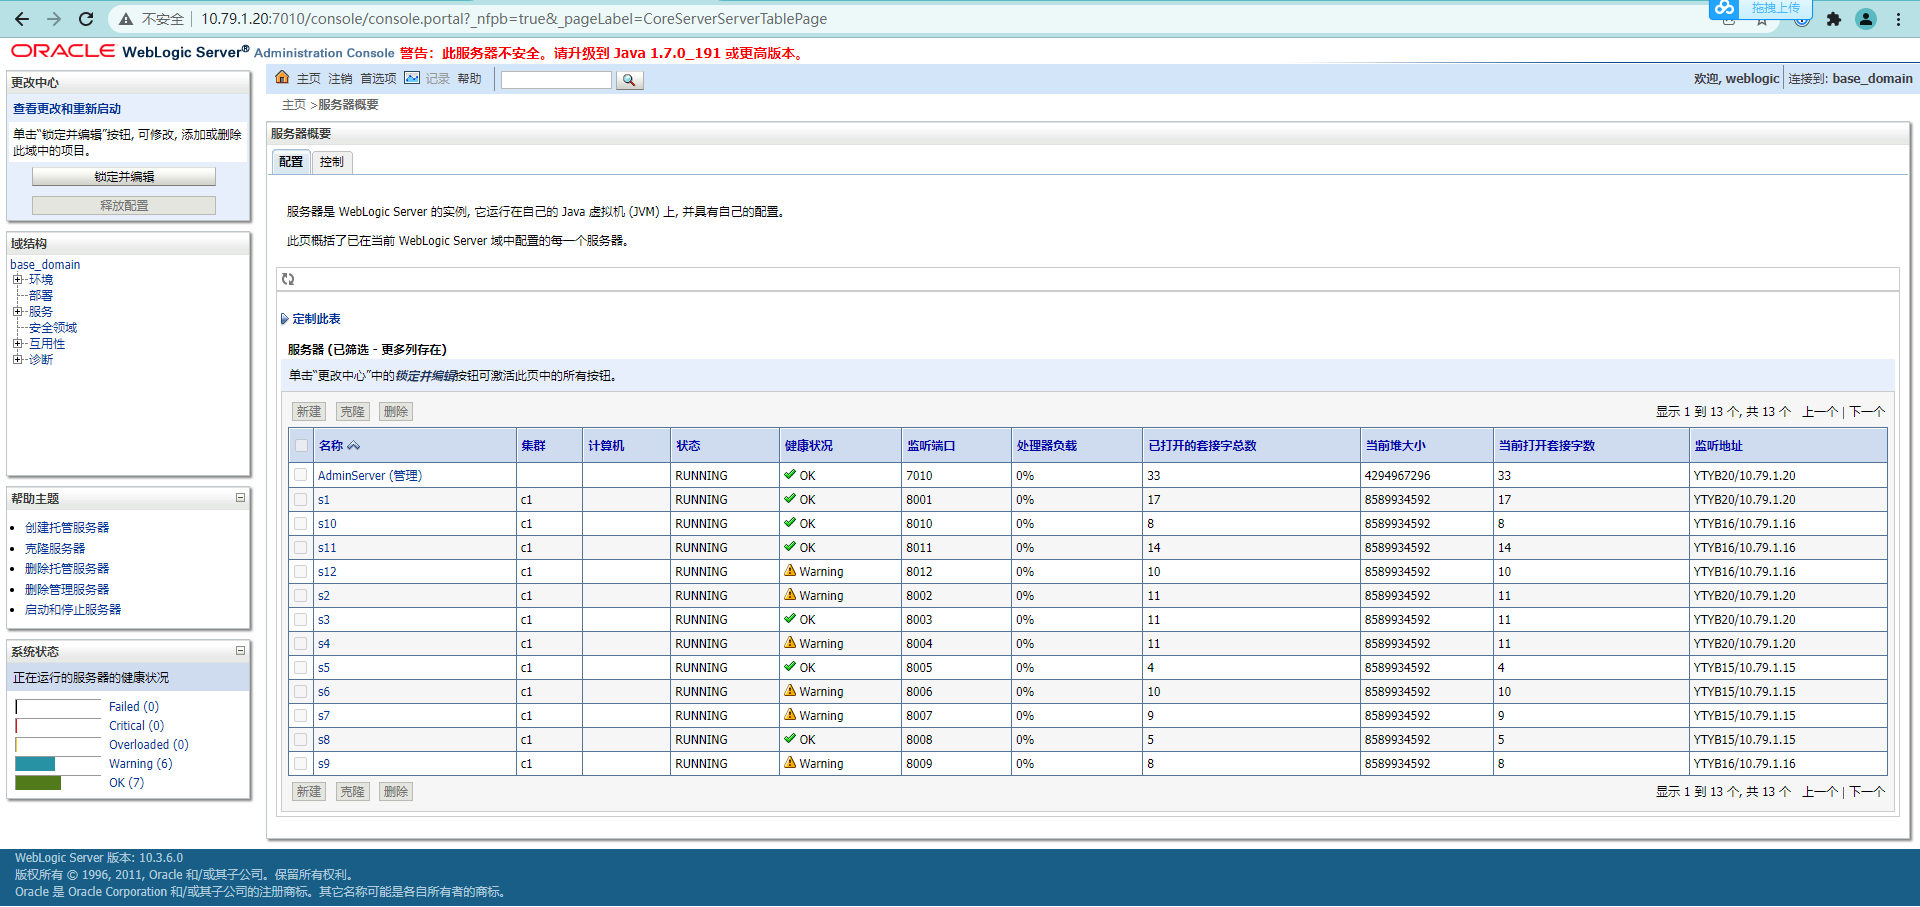 不安全 | 10.79.1.20:7010/console/console.portal?_nfpb=true&_pageLabel=CoreServerServerTablePage
拖拽上传
ORACLE WebLogic Server® Administration Console 警告：此服务器不安全。请升级到 Java 1.7.0_191 或更高版本。
更改中心
查看更改和重新启动
单击“锁定并编辑”按钮, 可修改, 添加或删除
此域中的项目。
锁定并编辑
释放配置
域结构
base_domain
环境
部署
服务
安全领域
互用性
诊断
帮助主题
创建托管服务器
克隆服务器
删除托管服务器
删除管理服务器
启动和停止服务器
系统状态
正在运行的服务器的健康状况
Failed (0)
Critical (0)
Overloaded (0)
Warning (6)
OK (7)
主页 注销 首选项 记录 帮助
欢迎, weblogic 连接到: base_domain
主页 >服务器概要
服务器概要
配置 控制
服务器是 WebLogic Server 的实例, 它运行在自己的 Java 虚拟机 (JVM) 上, 并具有自己的配置。
此页概括了已在当前 WebLogic Server 域中配置的每一个服务器。
定制此表
服务器 (已筛选 - 更多列存在)
单击“更改中心”中的锁定并编辑按钮可激活此页中的所有按钮。
新建 克隆 删除 显示 1 到 13 个, 共 13 个 上一个 | 下一个
名称 集群 计算机 状态 健康状况 监听端口 处理器负载 已打开的套接字总数 当前堆大小 当前打开套接字数 监听地址
AdminServer (管理) RUNNING OK 7010 0% 33 4294967296 33 YTYB20/10.79.1.20
s1 c1 RUNNING OK 8001 0% 17 8589934592 17 YTYB20/10.79.1.20
s10 c1 RUNNING OK 8010 0% 8 8589934592 8 YTYB16/10.79.1.16
s11 c1 RUNNING OK 8011 0% 14 8589934592 14 YTYB16/10.79.1.16
s12 c1 RUNNING Warning 8012 0% 10 8589934592 10 YTYB16/10.79.1.16
s2 c1 RUNNING Warning 8002 0% 11 8589934592 11 YTYB20/10.79.1.20
s3 c1 RUNNING OK 8003 0% 11 8589934592 11 YTYB20/10.79.1.20
s4 c1 RUNNING Warning 8004 0% 11 8589934592 11 YTYB20/10.79.1.20
s5 c1 RUNNING OK 8005 0% 4 8589934592 4 YTYB15/10.79.1.15
s6 c1 RUNNING Warning 8006 0% 10 8589934592 10 YTYB15/10.79.1.15
s7 c1 RUNNING Warning 8007 0% 9 8589934592 9 YTYB15/10.79.1.15
s8 c1 RUNNING OK 8008 0% 5 8589934592 5 YTYB15/10.79.1.15
s9 c1 RUNNING Warning 8009 0% 8 8589934592 8 YTYB16/10.79.1.16
新建 克隆 删除 显示 1 到 13 个, 共 13 个 上一个 | 下一个
WebLogic Server 版本: 10.3.6.0
版权所有 © 1996, 2011, Oracle 和/或其子公司。保留所有权利。
Oracle 是 Oracle Corporation 和/或其子公司的注册商标。其它名称可能是各自所有者的商标。